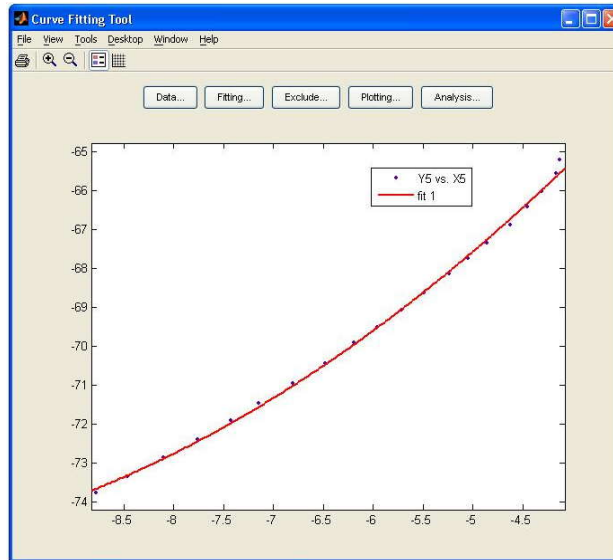 Curve Fitting Tool
File View Tools Desktop Window Help
Data... Fitting... Exclude... Plotting... Analysis...
Y5 vs. X5
fit 1
-65
-66
-67
-68
-69
-70
-71
-72
-73
-74
-8.5 -8 -7.5 -7 -6.5 -6 -5.5 -5 -4.5